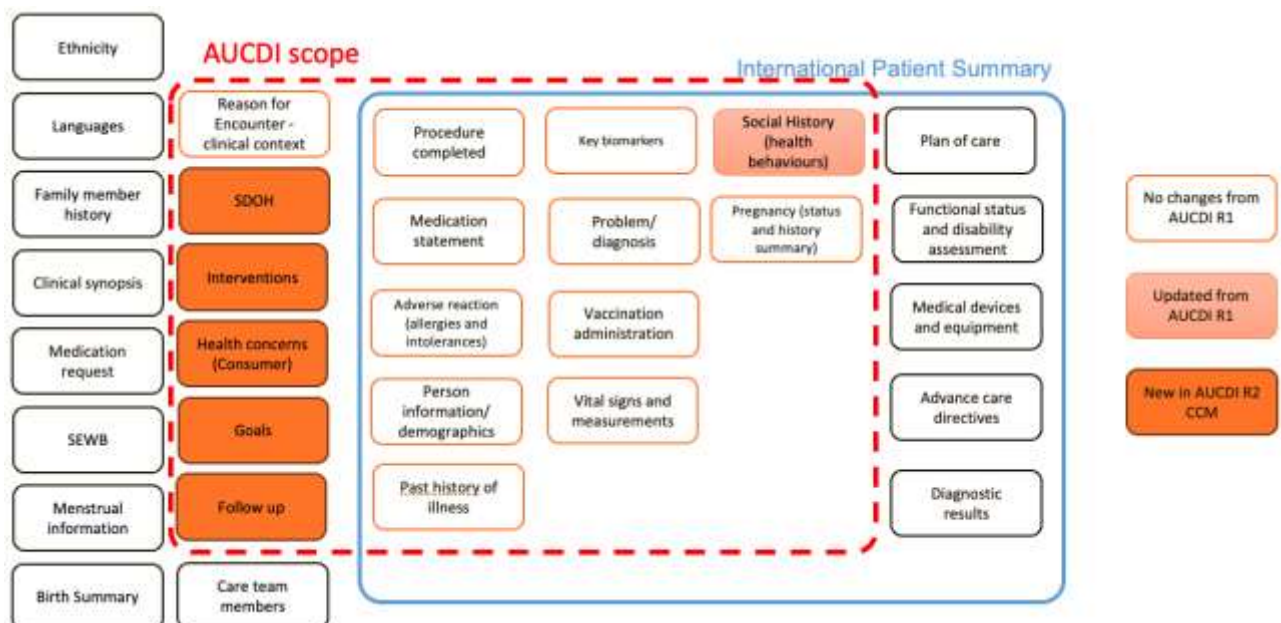 AUCDI scope
International Patient Summary
Ethnicity
Languages
Family member
history
Clinical synopsis
Medication
request
SEWB
Menstrual
information
Birth Summary
Reason for
Encounter -
clinical context
SDOH
Interventions
Health concerns
(Consumer)
Goals
Follow up
Care team
members
Procedure
completed
Medication
statement
Adverse reaction
(allergies and
intolerances)
Person
information/
demographics
Past history of
illness
Key biomarkers
Problem/
diagnosis
Vaccination
administration
Vital signs and
measurements
Social History
(health
behaviours)
Pregnancy (status
and history
summary)
Plan of care
Functional status
and disability
assessment
Medical devices
and equipment
Advance care
directives
Diagnostic
results
No changes from
AUCDI R1
Updated from
AUCDI R1
New in AUCDI R2
CCM